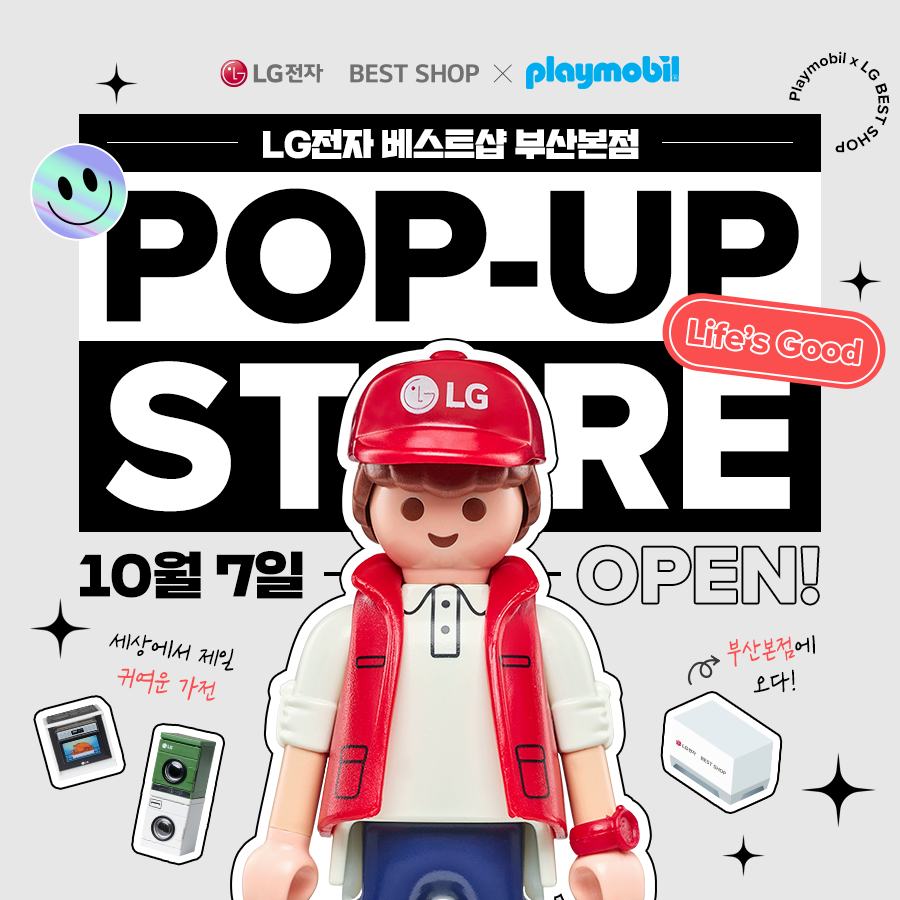 LG전자 BEST SHOP × playmobil
Playmobil x LG BEST SHOP
LG전자 베스트샵 부산본점
POP-UP
Life's Good
STORE
LG
10월 7일
OPEN!
세상에서 제일
귀여운 가전
부산본점에
오다!
LG
LG전자 BEST SHOP